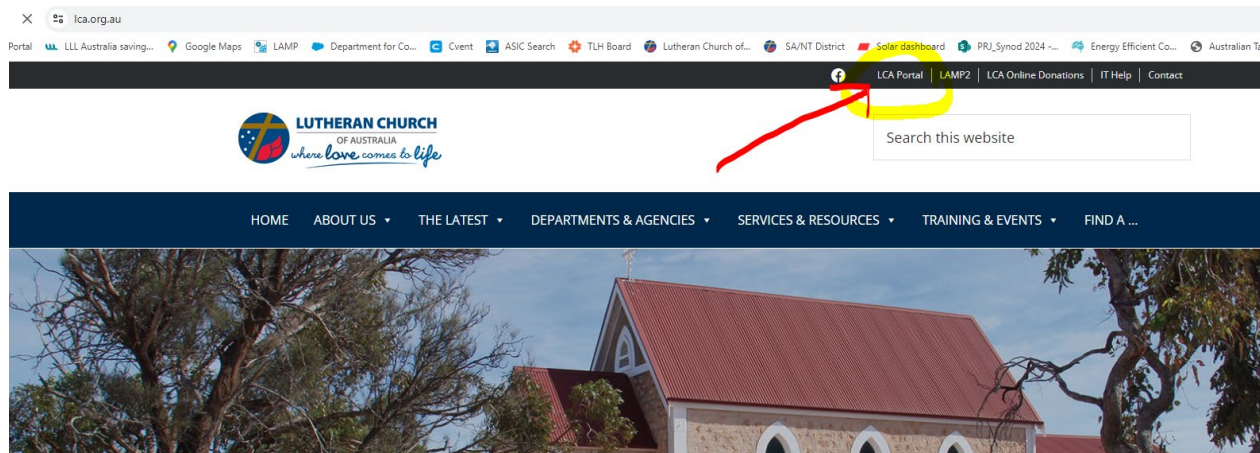 lca.org.au
Portal LLL Australia saving... Google Maps LAMP Department for Co... Cvent ASIC Search TLH Board Lutheran Church of... SA/NT District Solar dashboard PRJ_Synod 2024 -... Energy Efficient Co... Australian Ta
LCA Portal | LAMP2 | LCA Online Donations | IT Help | Contact
LUTHERAN CHURCH
OF AUSTRALIA
where love comes to life
Search this website
HOME ABOUT US THE LATEST DEPARTMENTS & AGENCIES SERVICES & RESOURCES TRAINING & EVENTS FIND A ...